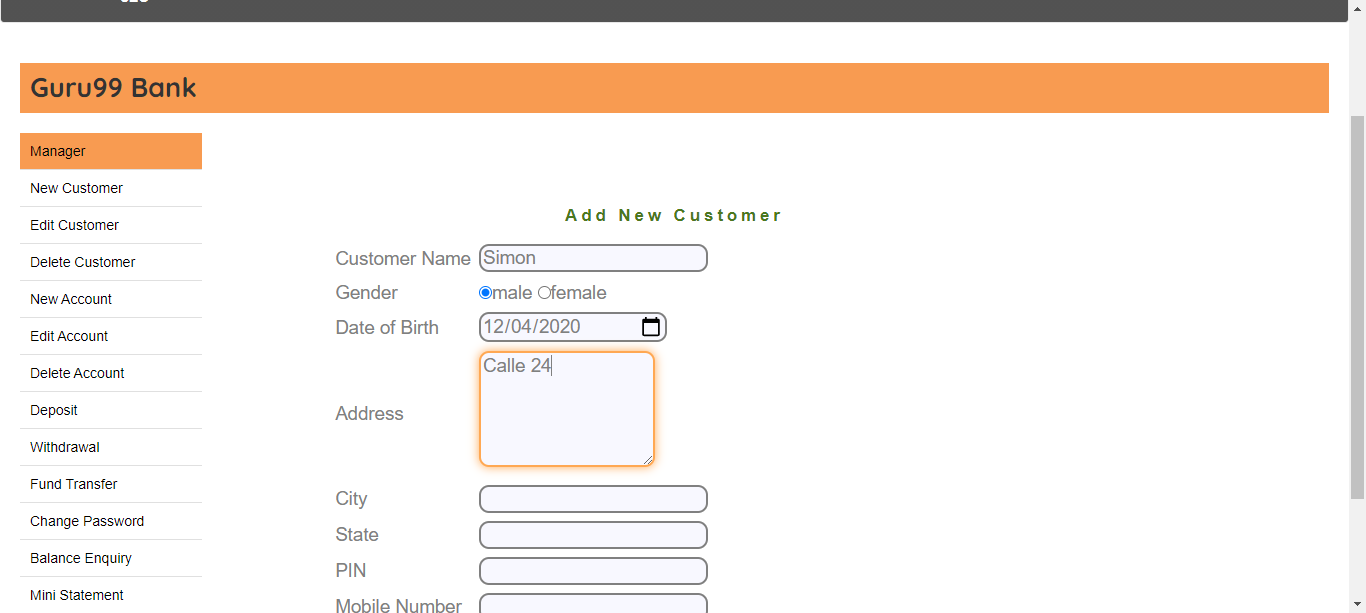 Guru99 Bank
Manager
New Customer
Edit Customer
Delete Customer
New Account
Edit Account
Delete Account
Deposit
Withdrawal
Fund Transfer
Change Password
Balance Enquiry
Mini Statement
Add New Customer
Customer Name Simon
Gender male female
Date of Birth 12/04/2020
Address Calle 24
City
State
PIN
Mobile Number